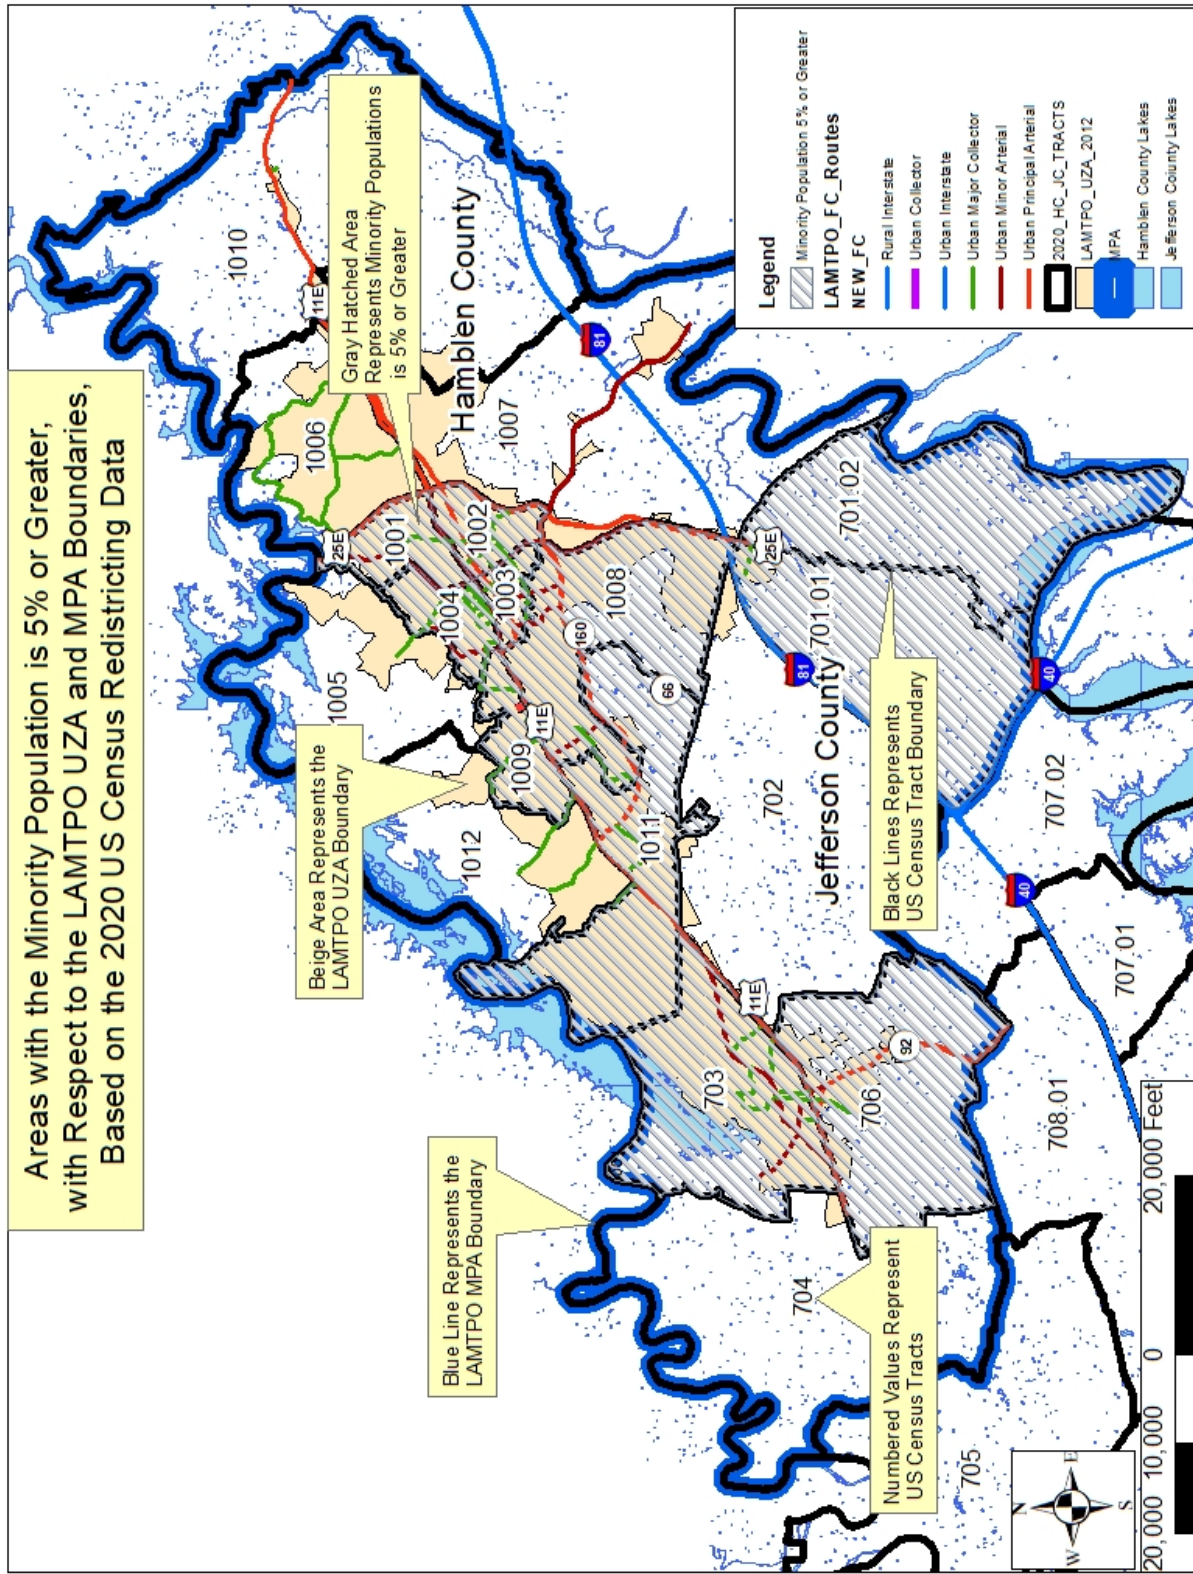 Areas with the Minority Population is 5% or Greater,
with Respect to the LAMTPO UZA and MPA Boundaries,
Based on the 2020 US Census Redistricting Data
Blue Line Represents the
LAMTPO MPA Boundary
Beige Area Represents the
LAMTPO UZA Boundary
Gray Hatched Area
Represents Minority Populations
is 5% or Greater
Numbered Values Represent
US Census Tracts
Black Lines Represents
US Census Tract Boundary
1010
11E
1006
25E
1001
1002
1003
1004
1005
Hamblen County
1007
81
1008
160
66
11E
1009
1012
1011
25E
701.02
701.01
81
40
702
Jefferson County
707.02
40
707.01
11E
703
92
706
708.01
704
705
N
W
E
S
20,000
10,000
0
20,000 Feet
Legend
Minority Population 5% or Greater
LAMTPO_FC_Routes
NEW_FC
Rural Interstate
Urban Collector
Urban Interstate
Urban Major Collector
Urban Minor Arterial
Urban Principal Arterial
2020_HC_JC_TRACTS
LAMTPO_UZA_2012
MPA
Hamblen County Lakes
Jefferson Coiunty Lakes